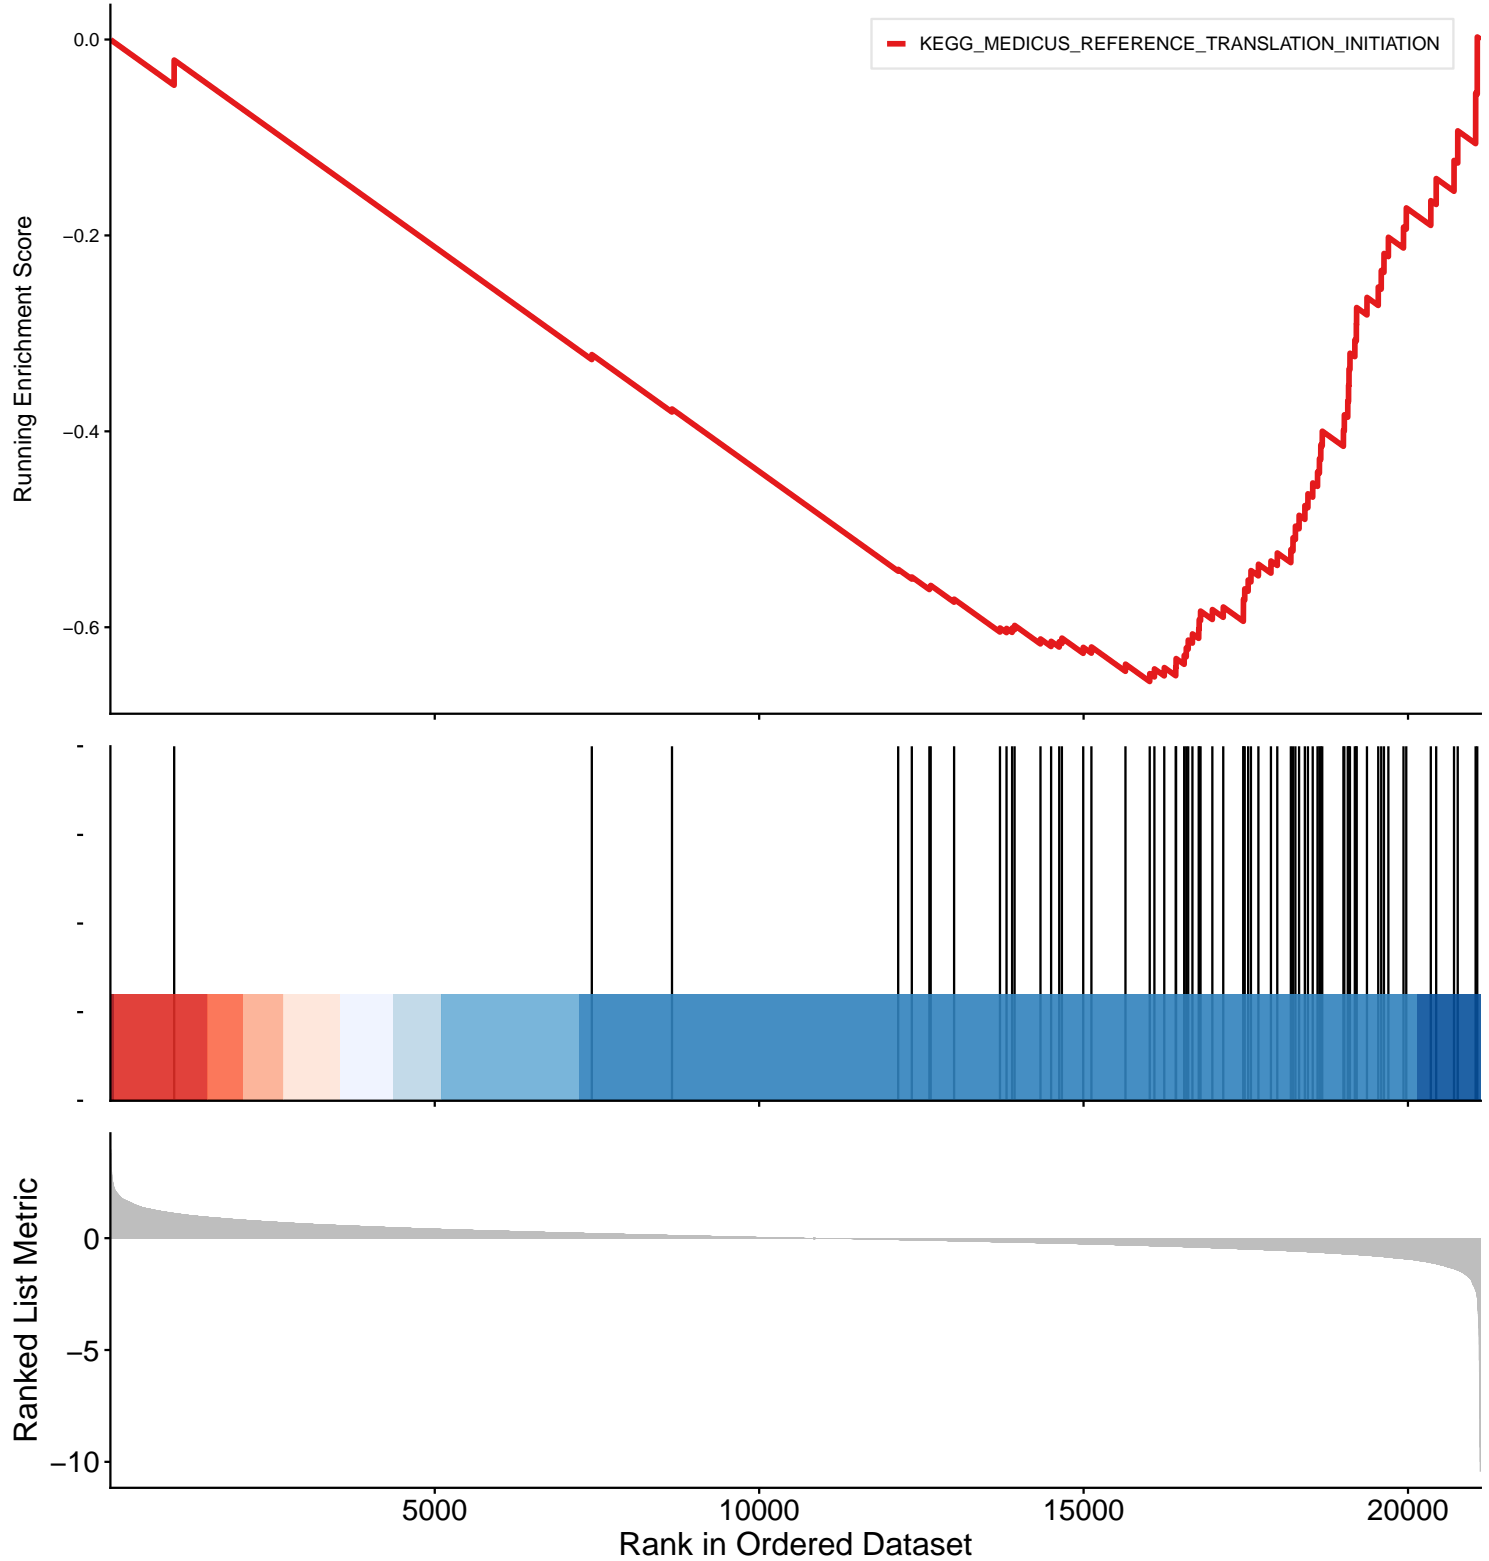 KEGG_MEDICUS_REFERENCE_TRANSLATION_INITIATION
Running Enrichment Score
0.0
−0.2
−0.4
−0.6
Ranked List Metric
0
−5
−10
5000 10000 15000 20000
Rank in Ordered Dataset